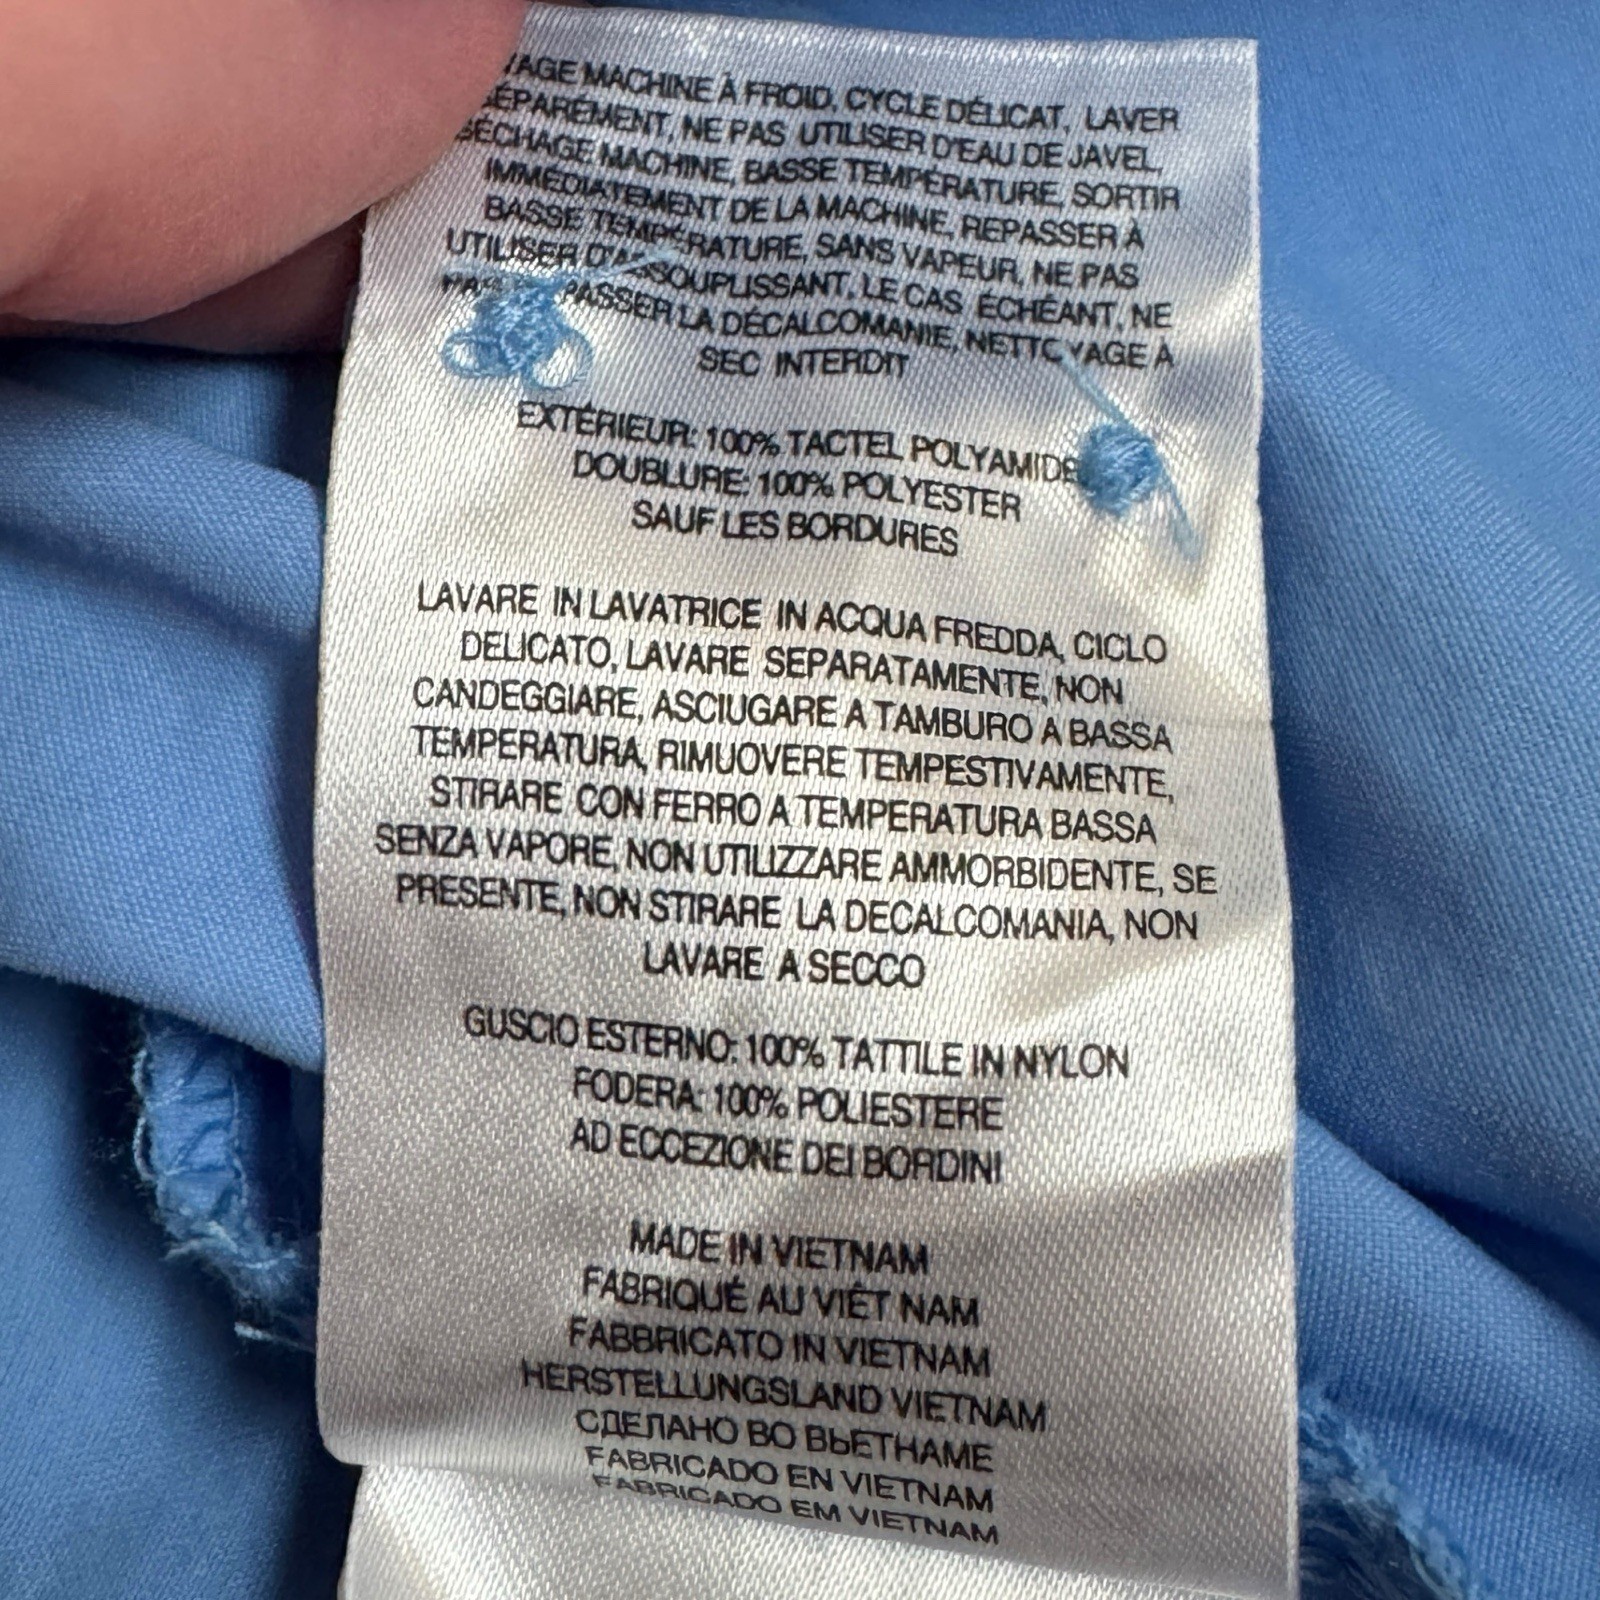 MACHINE À FROID, CYCLE DÉLICAT, LAVER
SÉPARÉMENT, NE PAS UTILISER D'EAU DE JAVEL,
SÉCHAGE MACHINE, BASSE TEMPÉRATURE, SORTIR
IMMÉDIATEMENT DE LA MACHINE, REPASSER À
BASSE TEMPÉRATURE, SANS VAPEUR, NE PAS
UTILISER D'ASSOUPLISSANT, LE CAS ÉCHÉANT, NE
LA DÉCALCOMANIE, NETTOYAGE A
SEC INTERDIT
EXTÉRIEUR: 100% TACTEL POLYAMIDE
DOUBLURE: 100% POLYESTER
SAUF LES BORDURES
LAVARE IN LAVATRICE IN ACQUA FREDDA, CICLO
DELICATO, LAVARE SEPARATAMENTE, NON
CANDEGGIARE, ASCIUGARE A TAMBURO A BASSA
TEMPERATURA, RIMUOVERE TEMPESTIVAMENTE,
STIRARE CON FERRO A TEMPERATURA BASSA
SENZA VAPORE, NON UTILIZZARE AMMORBIDENTE, SE
PRESENTE, NON STIRARE LA DECALCOMANIA, NON
LAVARE A SECCO
GUSCIO ESTERNO: 100% TATTILE IN NYLON
FODERA: 100% POLIESTERE
AD ECCEZIONE DEI BORDINI
MADE IN VIETNAM
FABRIQUÉ AU VIÊT NAM
FABBRICATO IN VIETNAM
HERSTELLUNGSLAND VIETNAM
СДЕЛАНО ВО ВЬЕТНАМЕ
FABRICADO EN VIETNAM
FABRICADO EM VIETNAM